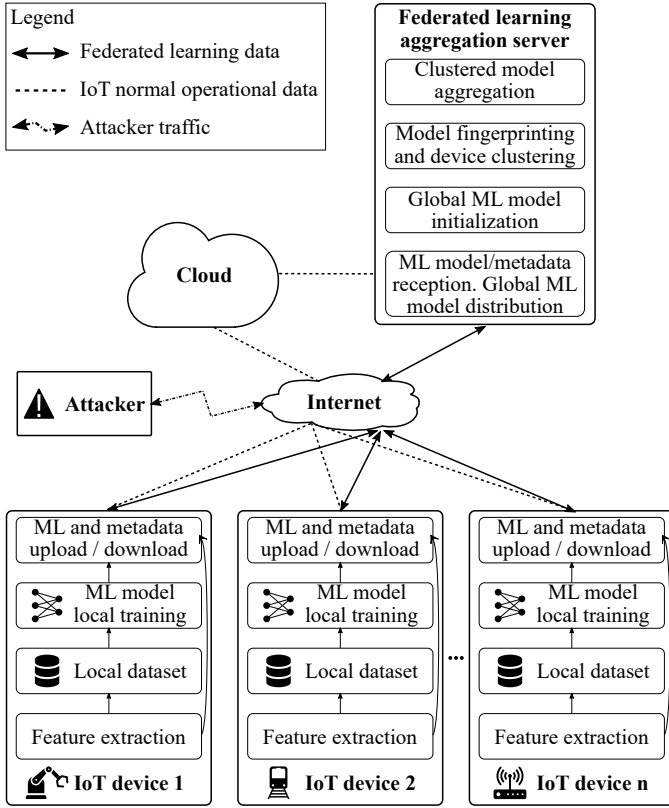 Legend
Federated learning data
IoT normal operational data
Attacker traffic
Federated learning
aggregation server
Clustered model
aggregation
Model fingerprinting
and device clustering
Global ML model
initialization
ML model/metadata
reception. Global ML
model distribution
Cloud
Attacker
Internet
ML and metadata
upload / download
ML model
local training
Local dataset
Feature extraction
IoT device 1
ML and metadata
upload / download
ML model
local training
Local dataset
Feature extraction
IoT device 2
...
ML and metadata
upload / download
ML model
local training
Local dataset
Feature extraction
IoT device n